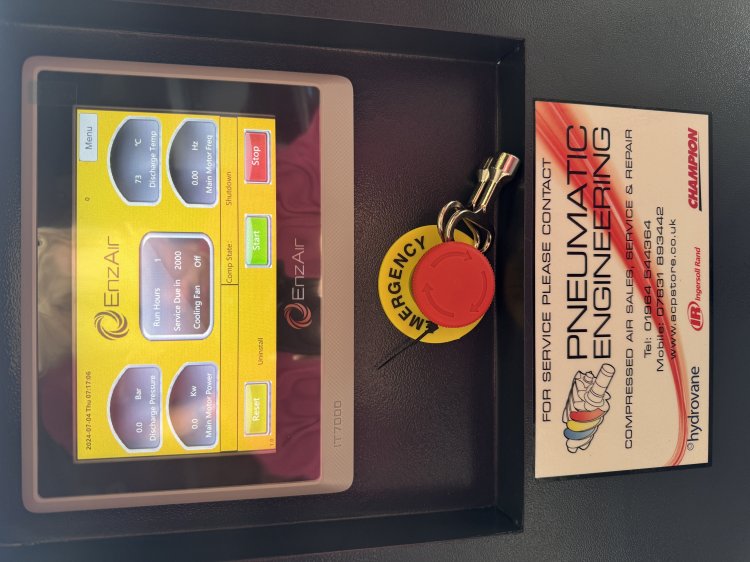 2024-07-04 Thu 07:17:06
0
Menu
EnzAir
0.0 Bar
Discharge Pressure
73 °C
Discharge Temp
Run Hours 1
Service Due in 2000
Cooling Fan Off
0.0 Kw
Main Motor Power
0.00 Hz
Main Motor Freq
Uninstall
Comp State:
Shutdown
Reset
Start
Stop
1.0
EnzAir
IT7000
EMERGENCY
FOR SERVICE PLEASE CONTACT
PNEUMATIC
ENGINEERING
COMPRESSED AIR SALES, SERVICE & REPAIR
Tel: 01964 544364
Mobile: 07831 893442
www.acpstore.co.uk
hydrovane
IR Ingersoll Rand
CHAMPION